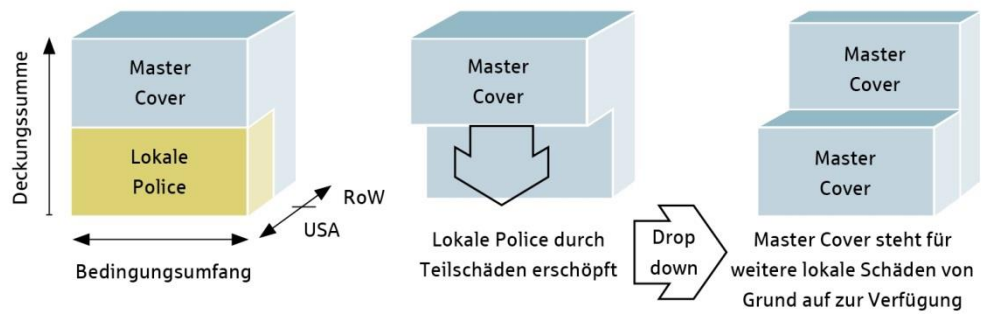 Deckungssumme
Master
Cover
Lokale
Police
RoW
USA
Bedingungsumfang
Master
Cover
Lokale Police durch
Teilschäden erschöpft
Drop
down
Master
Cover
Master
Cover
Master Cover steht für
weitere lokale Schäden von
Grund auf zur Verfügung